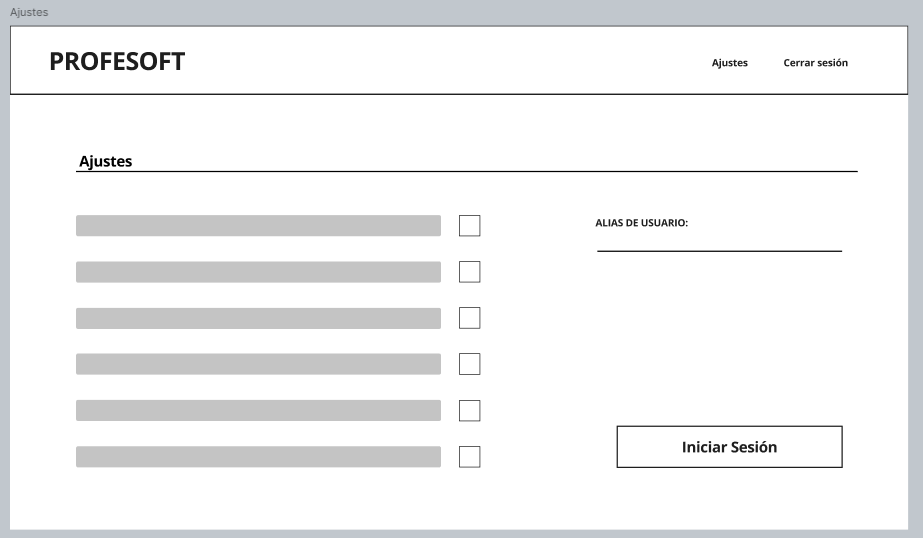 Ajustes
PROFESOFT
Ajustes
Cerrar sesión
Ajustes
ALIAS DE USUARIO:
Iniciar Sesión